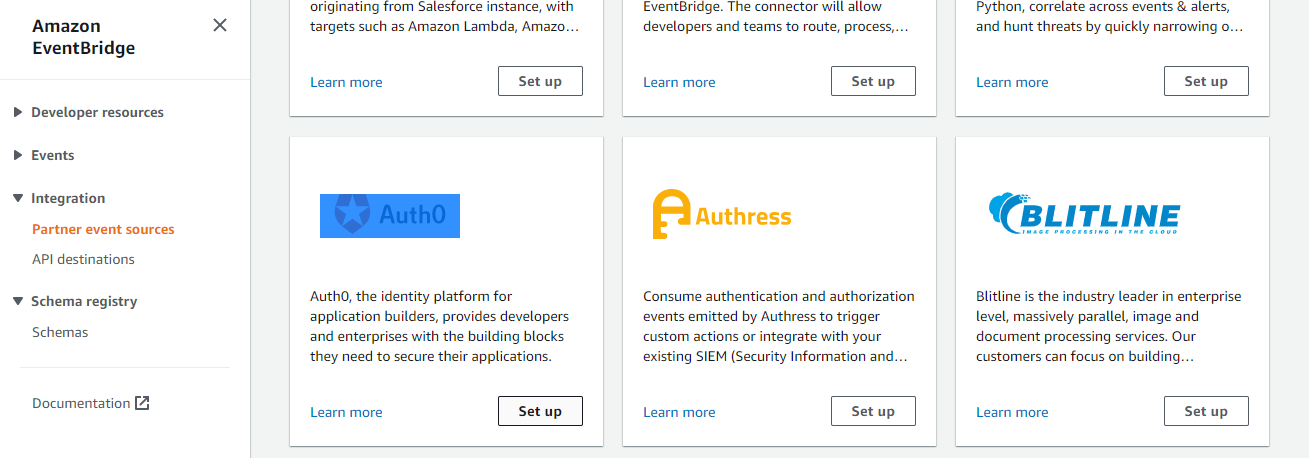 Amazon
EventBridge
Developer resources
Events
Integration
Partner event sources
API destinations
Schema registry
Schemas
Documentation
originating from Salesforce instance, with
targets such as Amazon Lambda, Amazo…
Learn more
Set up
EventBridge. The connector will allow
developers and teams to route, process,…
Learn more
Set up
Python, correlate across events & alerts,
and hunt threats by quickly narrowing o…
Learn more
Set up
Auth0
Auth0, the identity platform for
application builders, provides developers
and enterprises with the building blocks
they need to secure their applications.
Learn more
Set up
Authress
Consume authentication and authorization
events emitted by Authress to trigger
custom actions or integrate with your
existing SIEM (Security Information and…
Learn more
Set up
BLITLINE
IMAGE PROCESSING IN THE CLOUD
Blitline is the industry leader in enterprise
level, massively parallel, image and
document processing services. Our
customers can focus on building…
Learn more
Set up